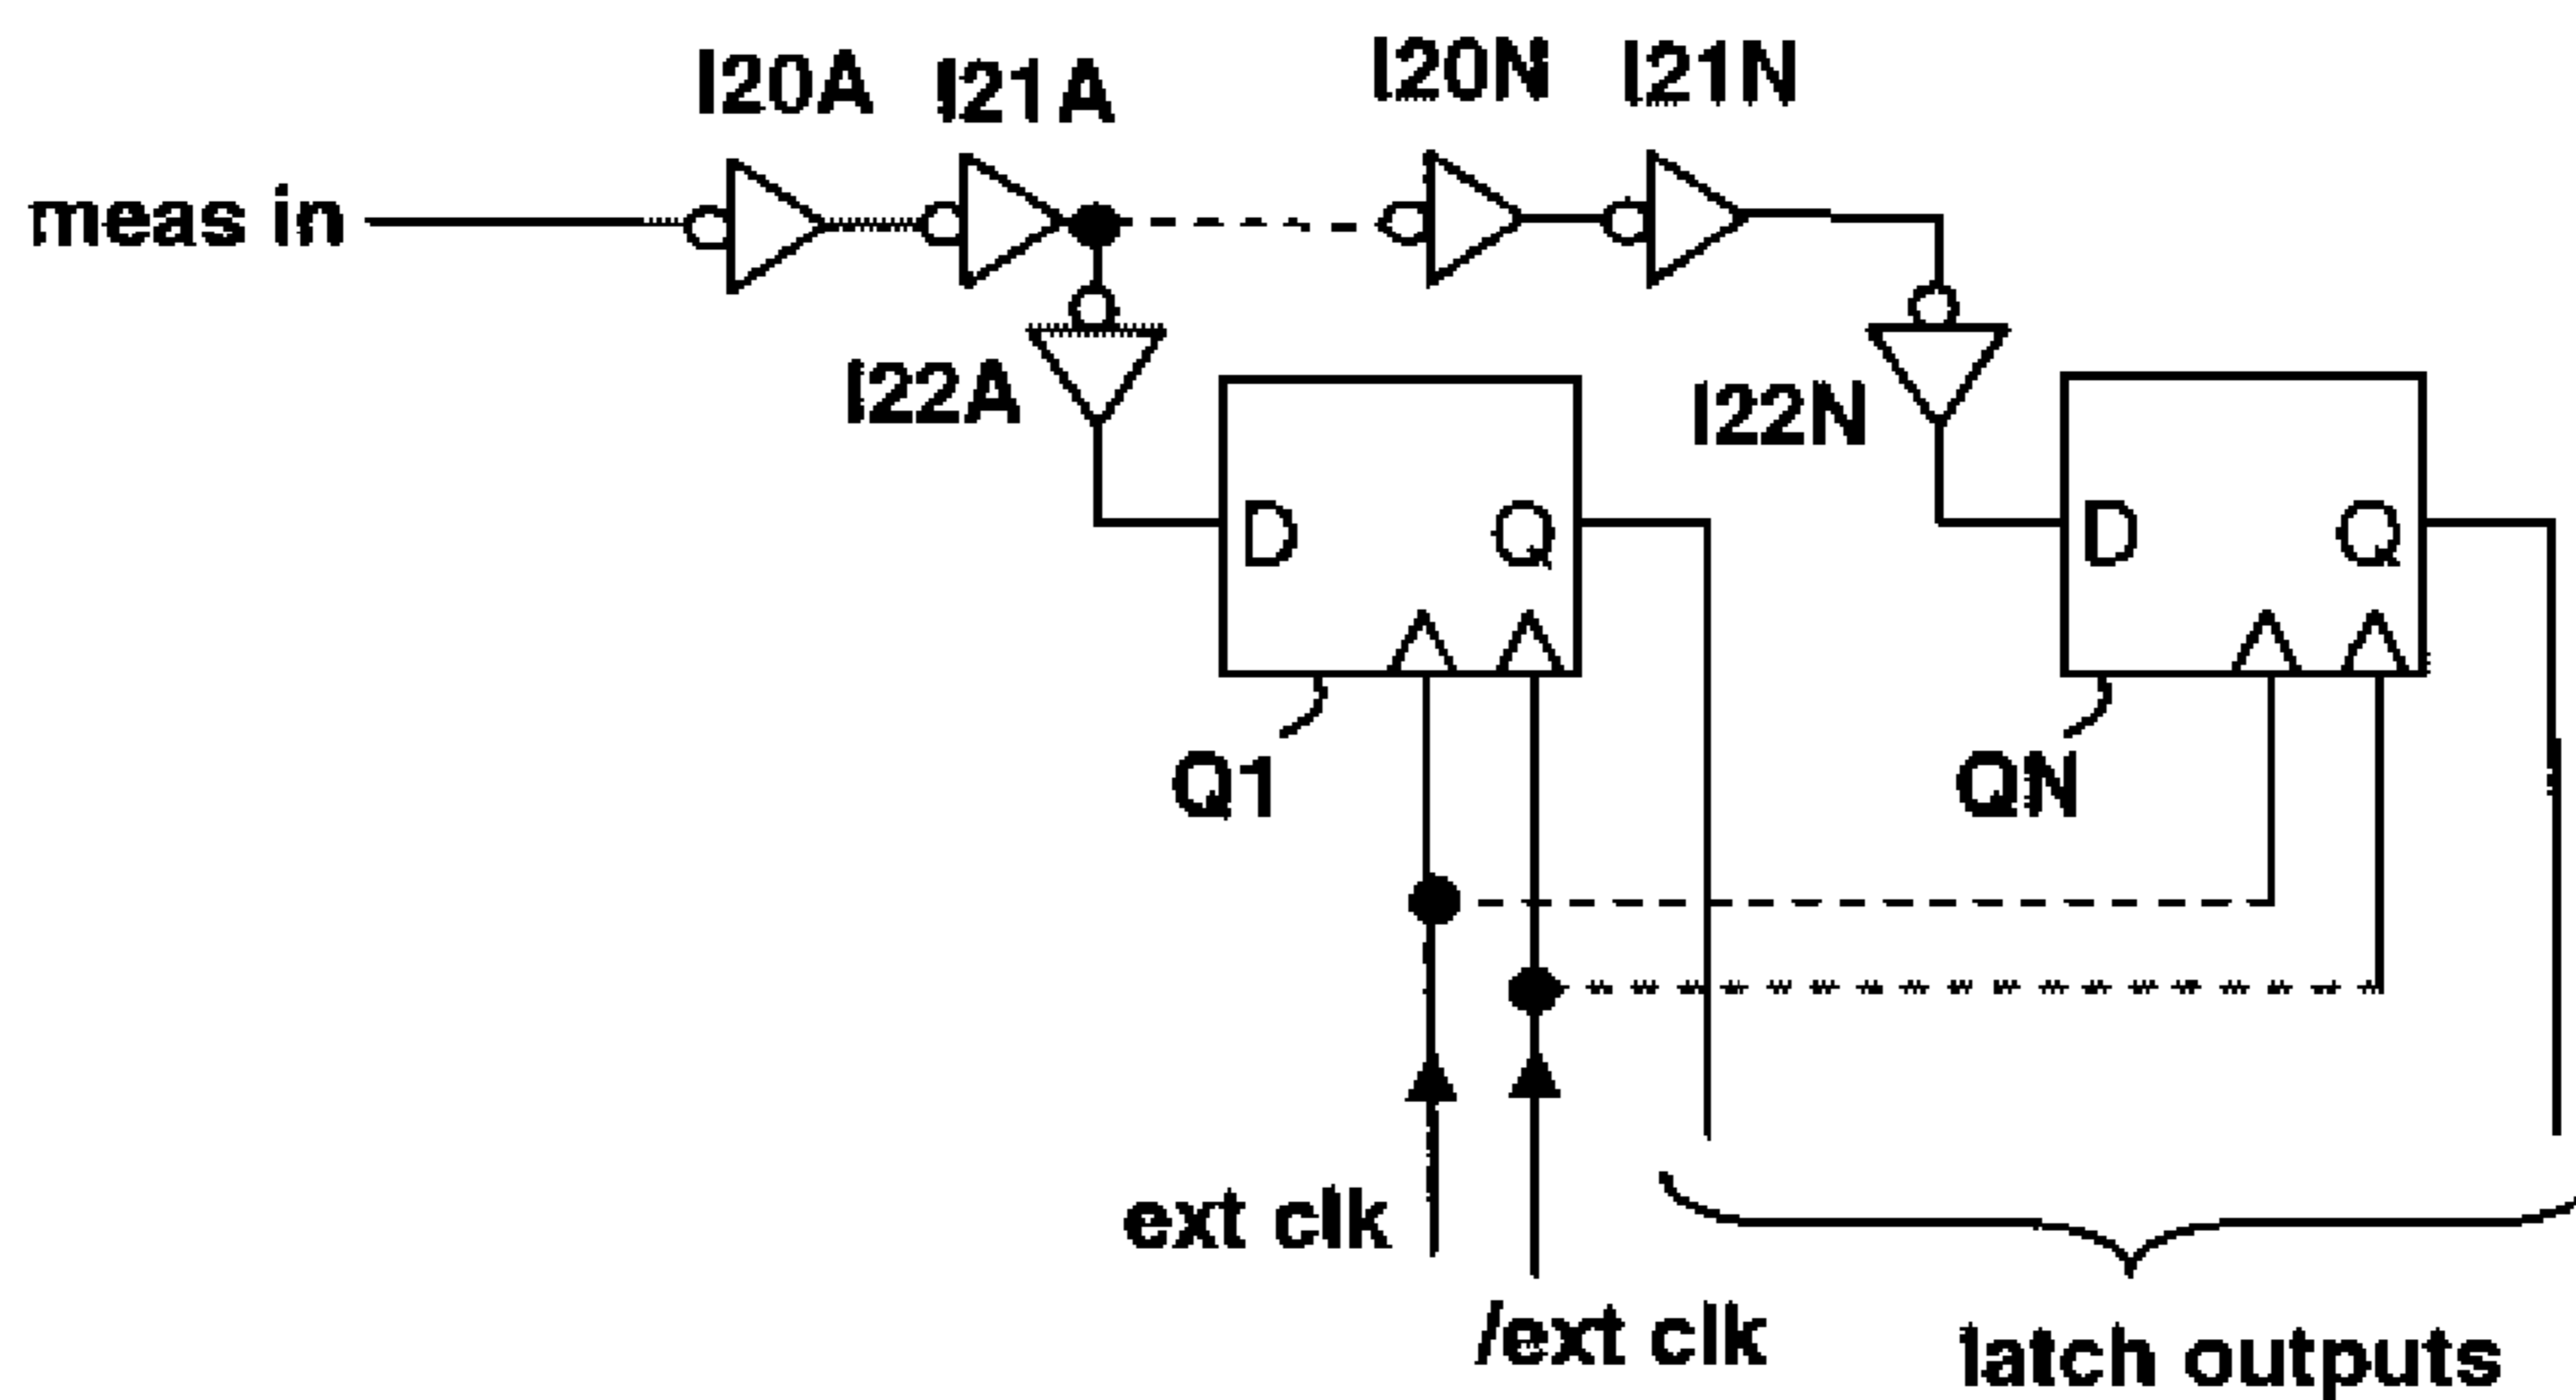 I20A I21A I20N I21N
meas in
I22A I22N
D Q D Q
Q1 QN
ext clk
/ext clk
latch outputs